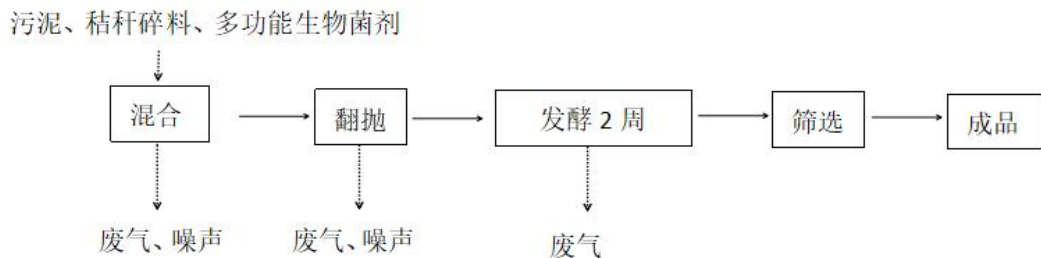 污泥、秸秆碎料、多功能生物菌剂
混合
翻抛
发酵 2 周
筛选
成品
废气、噪声
废气、噪声
废气